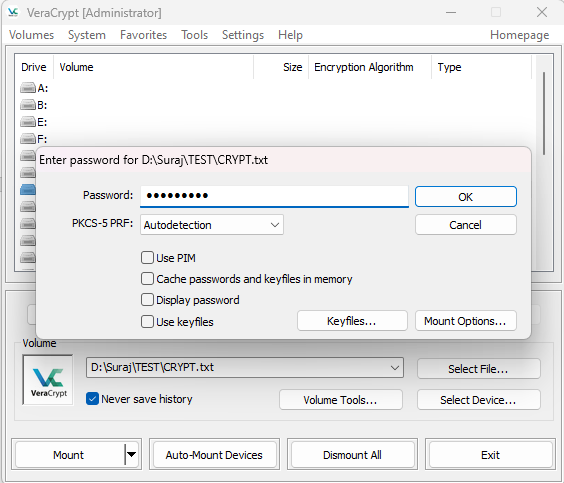 VeraCrypt [Administrator]
Volumes System Favorites Tools Settings Help Homepage
Drive Volume Size Encryption Algorithm Type
A:
B:
E:
F:
Enter password for D:\Suraj\TEST\CRYPT.txt
Password: •••••••••
OK
PKCS-5 PRF: Autodetection
Cancel
Use PIM
Cache passwords and keyfiles in memory
Display password
Use keyfiles
Keyfiles...
Mount Options...
Volume
VeraCrypt
D:\Suraj\TEST\CRYPT.txt
Select File...
Never save history
Volume Tools...
Select Device...
Mount
Auto-Mount Devices
Dismount All
Exit